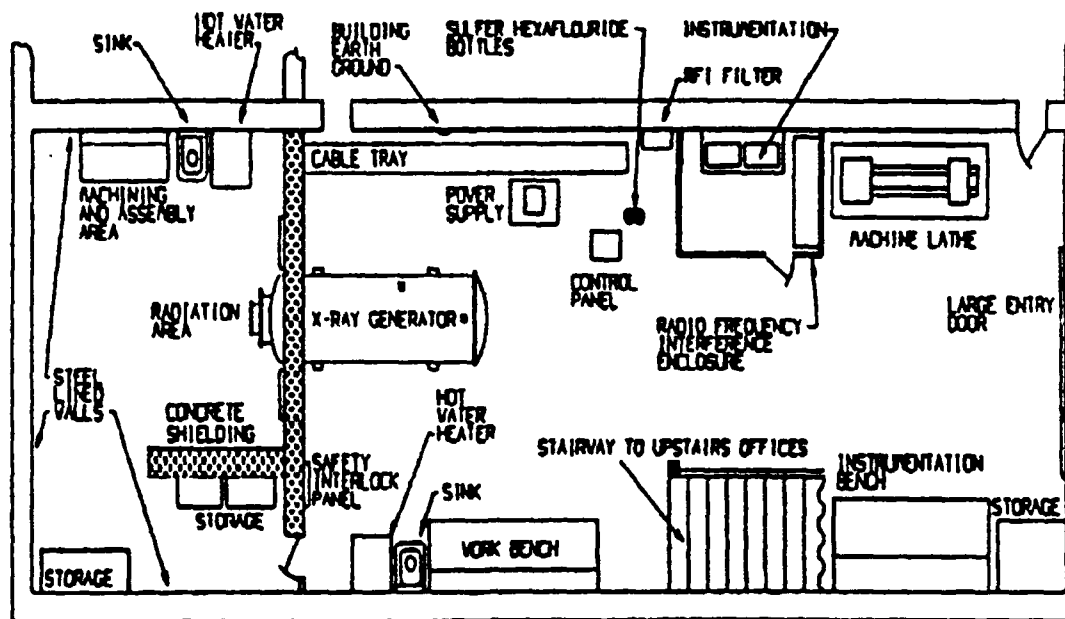 SINK
HOT WATER
HEATER
BUILDING
EARTH
GROUND
SULFER HEXAFLOURIDE
BOTTLES
INSTRUMENTATION
RFI FILTER
CABLE TRAY
MACHINING
AND ASSEMBLY
AREA
POWER
SUPPLY
MACHINE LATHE
CONTROL
PANEL
RADIATION
AREA
X-RAY GENERATOR
LARGE ENTRY
DOOR
RADIO FREQUENCY
INTERFERENCE
ENCLOSURE
STEEL
LINED
WALLS
CONCRETE
SHIELDING
HOT
WATER
HEATER
STAIRWAY TO UPSTAIRS OFFICES
SAFETY
INTERLOCK
PANEL
INSTRUMENTATION
BENCH
SINK
STORAGE
STORAGE
WORK BENCH
STORAGE